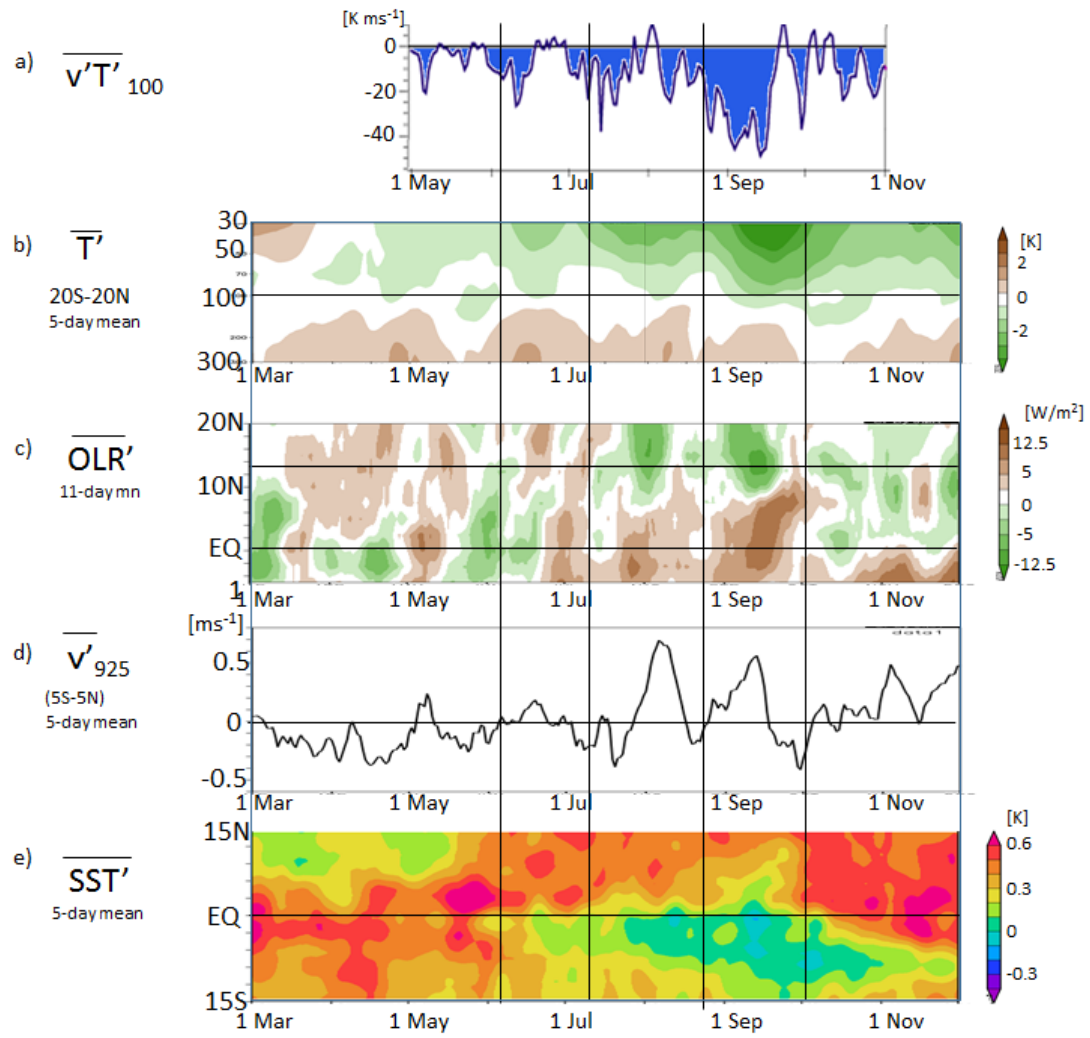 [K ms⁻¹]
a) v'T' 100
0
-20
-40
1 May 1 Jul 1 Sep 1 Nov
b) T'
20S-20N
5-day mean
30
50
70
100
200
300
[K]
2
0
-2
1 Mar 1 May 1 Jul 1 Sep 1 Nov
c) OLR'
11-day mn
20N
10N
EQ
1
[W/m²]
12.5
5
0
-5
-12.5
1 Mar 1 May 1 Jul 1 Sep 1 Nov
[ms⁻¹]
d) v' 925
(5S-5N)
5-day mean
0.5
0
-0.5
data1
1 Mar 1 May 1 Jul 1 Sep 1 Nov
e) SST'
5-day mean
15N
EQ
15S
[K]
0.6
0.3
0
-0.3
1 Mar 1 May 1 Jul 1 Sep 1 Nov